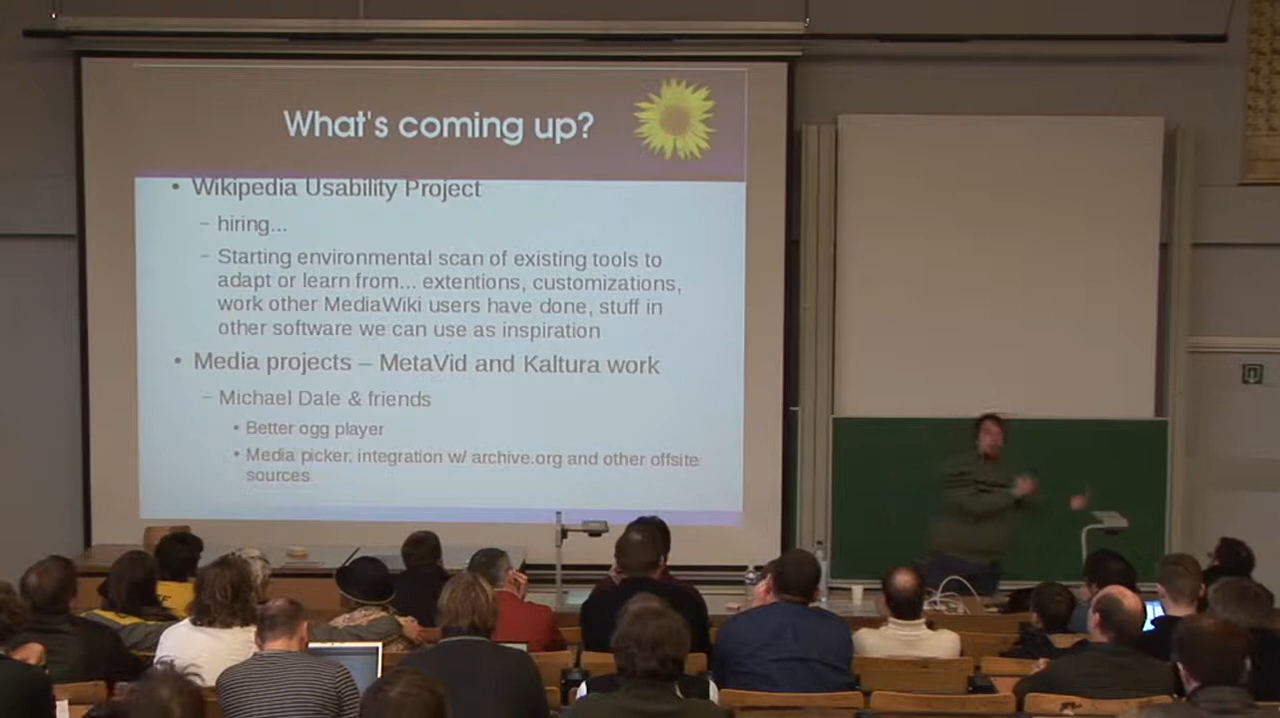 What's coming up?
• Wikipedia Usability Project
– hiring...
– Starting environmental scan of existing tools to
adapt or learn from... extentions, customizations,
work other MediaWiki users have done, stuff in
other software we can use as inspiration
• Media projects – MetaVid and Kaltura work
– Michael Dale & friends
• Better ogg player
• Media picker, integration w/ archive.org and other offsite
sources